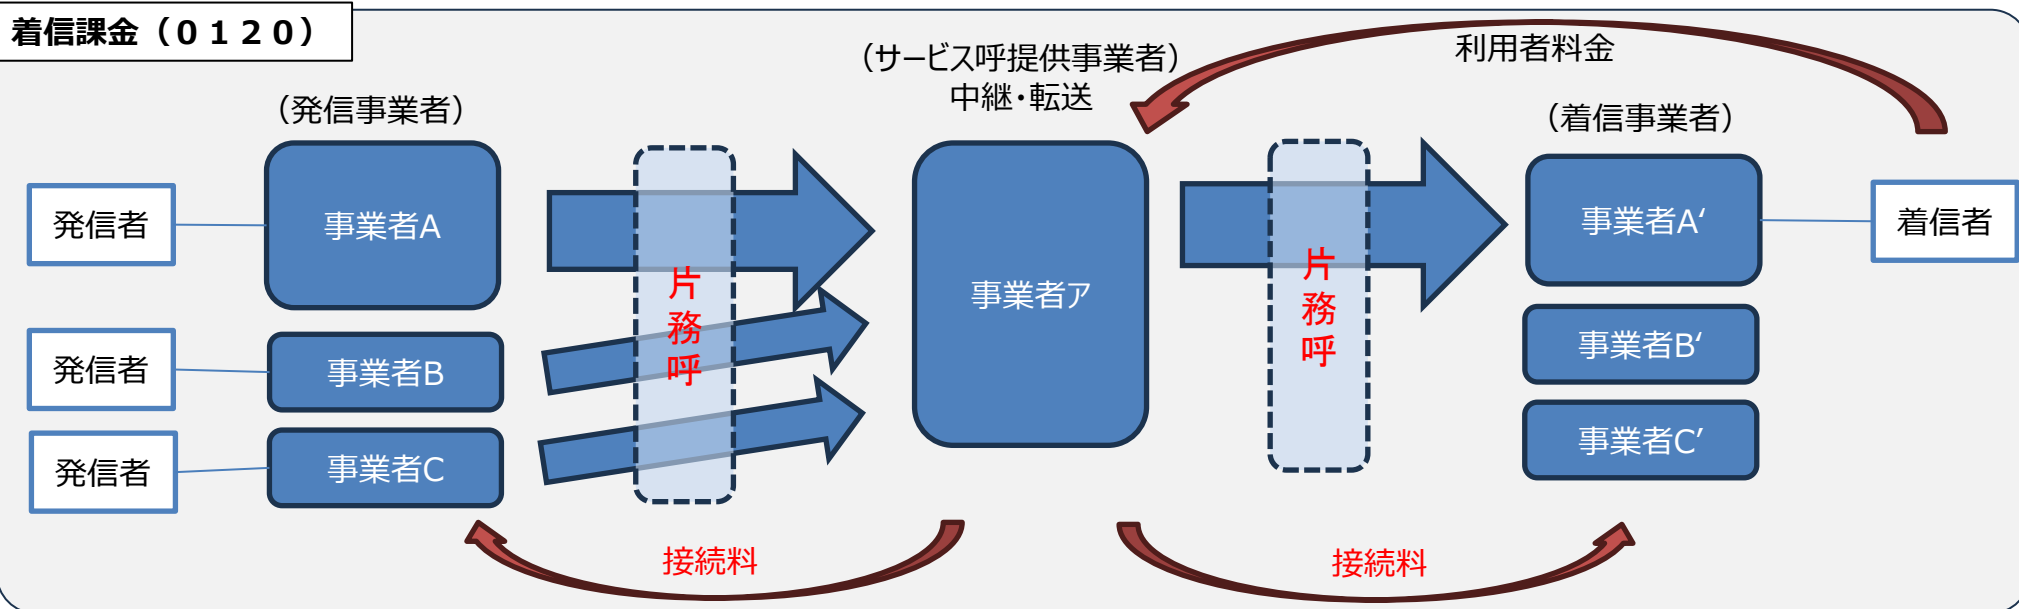 着信課金（０１２０）
（サービス呼提供事業者）
中継・転送
利用者料金
（発信事業者）
（着信事業者）
発信者
事業者A
事業者ア
事業者A‘
着信者
片務呼
片務呼
発信者
事業者B
事業者B‘
発信者
事業者C
事業者C’
接続料
接続料